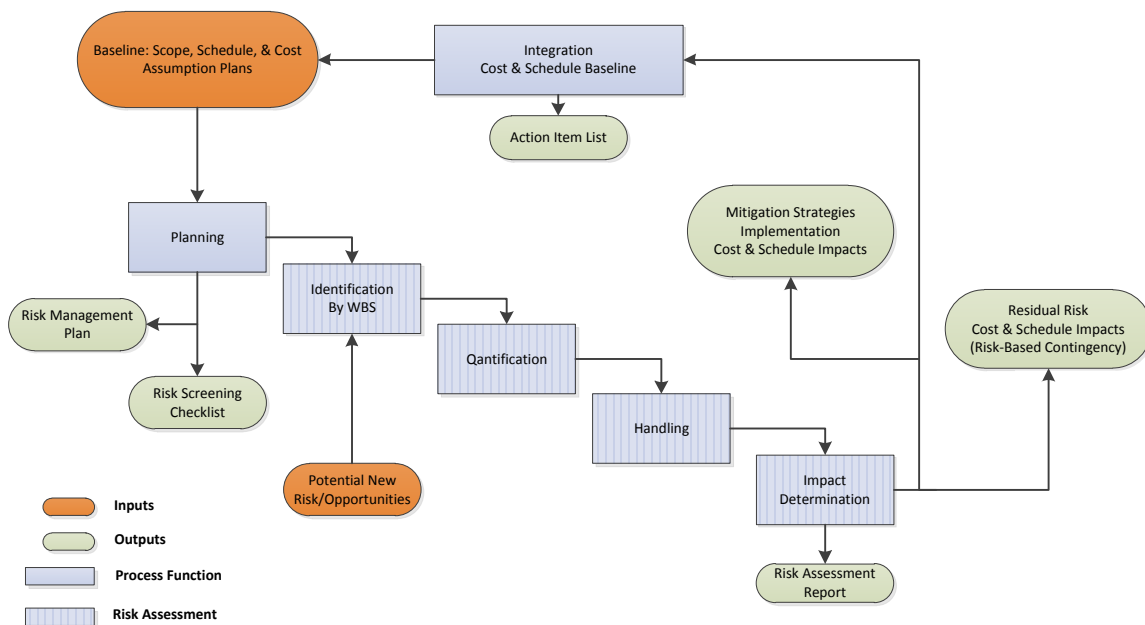 Baseline: Scope, Schedule, & Cost
Assumption Plans
Integration
Cost & Schedule Baseline
Action Item List
Planning
Mitigation Strategies
Implementation
Cost & Schedule Impacts
Identification
By WBS
Risk Management
Plan
Residual Risk
Cost & Schedule Impacts
(Risk-Based Contingency)
Qantification
Risk Screening
Checklist
Handling
Potential New
Risk/Opportunities
Impact
Determination
Risk Assessment
Report
Inputs
Outputs
Process Function
Risk Assessment